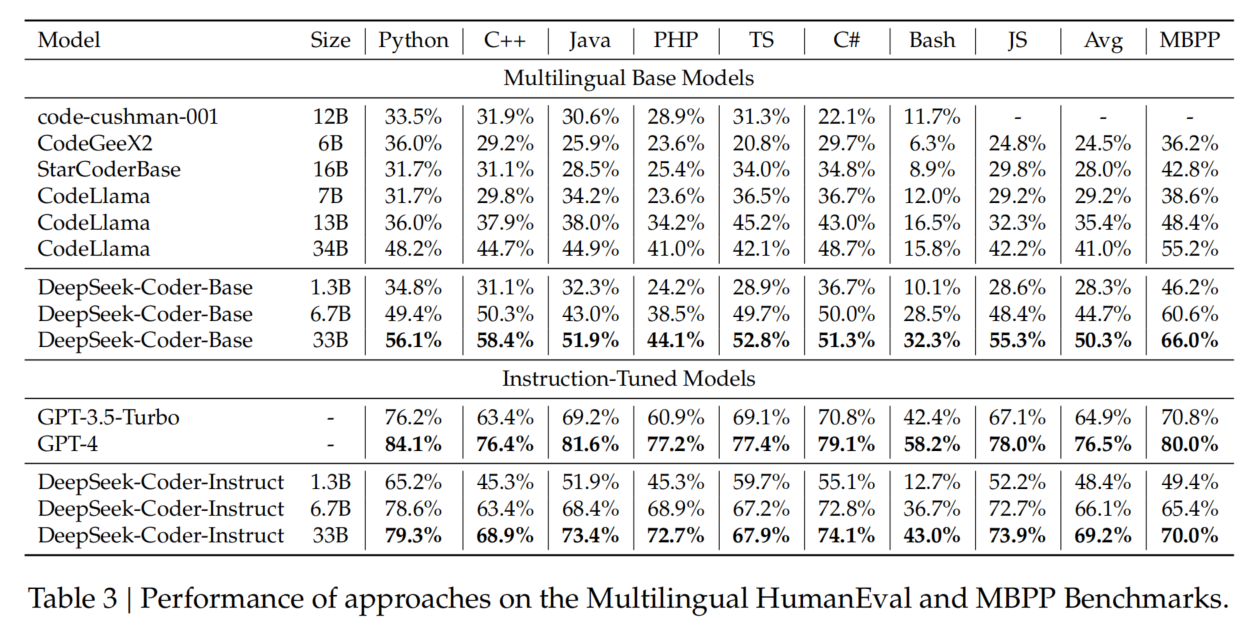 Model Size Python C++ Java PHP TS C# Bash JS Avg MBPP
Multilingual Base Models
code-cushman-001 12B 33.5% 31.9% 30.6% 28.9% 31.3% 22.1% 11.7% - - -
CodeGeeX2 6B 36.0% 29.2% 25.9% 23.6% 20.8% 29.7% 6.3% 24.8% 24.5% 36.2%
StarCoderBase 16B 31.7% 31.1% 28.5% 25.4% 34.0% 34.8% 8.9% 29.8% 28.0% 42.8%
CodeLlama 7B 31.7% 29.8% 34.2% 23.6% 36.5% 36.7% 12.0% 29.2% 29.2% 38.6%
CodeLlama 13B 36.0% 37.9% 38.0% 34.2% 45.2% 43.0% 16.5% 32.3% 35.4% 48.4%
CodeLlama 34B 48.2% 44.7% 44.9% 41.0% 42.1% 48.7% 15.8% 42.2% 41.0% 55.2%
DeepSeek-Coder-Base 1.3B 34.8% 31.1% 32.3% 24.2% 28.9% 36.7% 10.1% 28.6% 28.3% 46.2%
DeepSeek-Coder-Base 6.7B 49.4% 50.3% 43.0% 38.5% 49.7% 50.0% 28.5% 48.4% 44.7% 60.6%
DeepSeek-Coder-Base 33B 56.1% 58.4% 51.9% 44.1% 52.8% 51.3% 32.3% 55.3% 50.3% 66.0%
Instruction-Tuned Models
GPT-3.5-Turbo - 76.2% 63.4% 69.2% 60.9% 69.1% 70.8% 42.4% 67.1% 64.9% 70.8%
GPT-4 - 84.1% 76.4% 81.6% 77.2% 77.4% 79.1% 58.2% 78.0% 76.5% 80.0%
DeepSeek-Coder-Instruct 1.3B 65.2% 45.3% 51.9% 45.3% 59.7% 55.1% 12.7% 52.2% 48.4% 49.4%
DeepSeek-Coder-Instruct 6.7B 78.6% 63.4% 68.4% 68.9% 67.2% 72.8% 36.7% 72.7% 66.1% 65.4%
DeepSeek-Coder-Instruct 33B 79.3% 68.9% 73.4% 72.7% 67.9% 74.1% 43.0% 73.9% 69.2% 70.0%
Table 3 | Performance of approaches on the Multilingual HumanEval and MBPP Benchmarks.